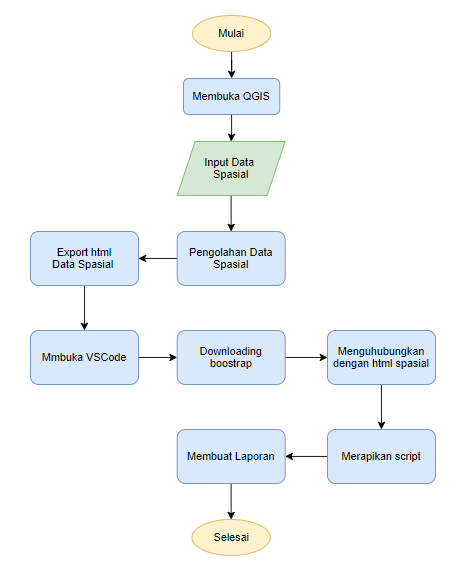 Mulai
Membuka QGIS
Input Data
Spasial
Pengolahan Data
Spasial
Export html
Data Spasial
Mmbuka VSCode
Downloading
boostrap
Menguhubungkan
dengan html spasial
Merapikan script
Membuat Laporan
Selesai